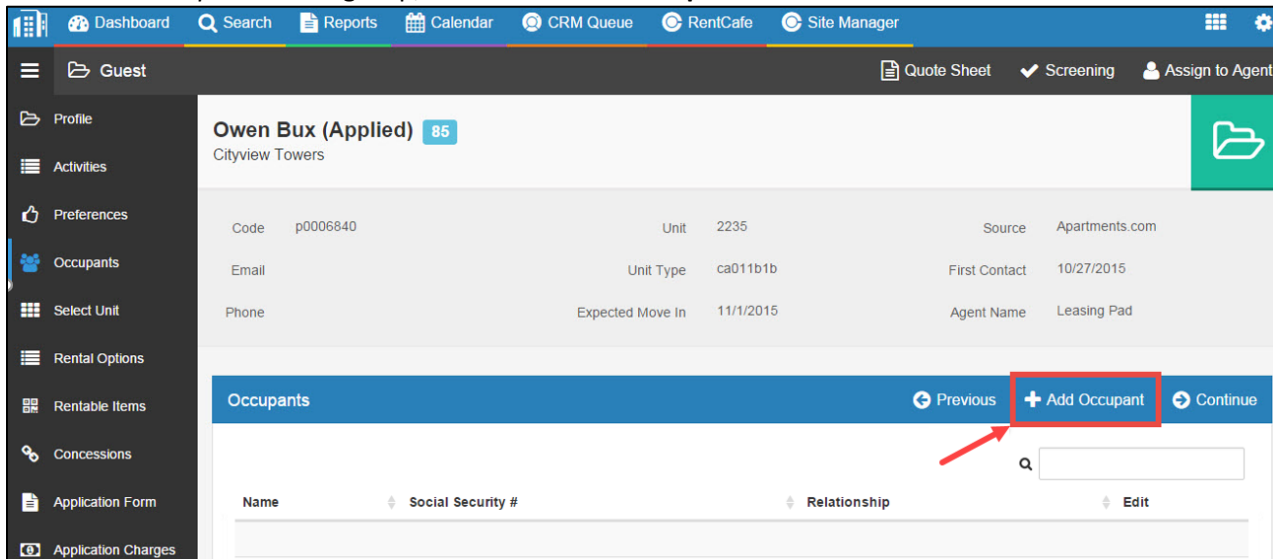 Dashboard Search Reports Calendar CRM Queue RentCafe Site Manager
Guest Quote Sheet Screening Assign to Agent
Profile
Activities
Preferences
Occupants
Select Unit
Rental Options
Rentable Items
Concessions
Application Form
Application Charges
Owen Bux (Applied) 85
Cityview Towers
Code p0006840 Unit 2235 Source Apartments.com
Email Unit Type ca011b1b First Contact 10/27/2015
Phone Expected Move In 11/1/2015 Agent Name Leasing Pad
Occupants Previous Add Occupant Continue
Name Social Security # Relationship Edit